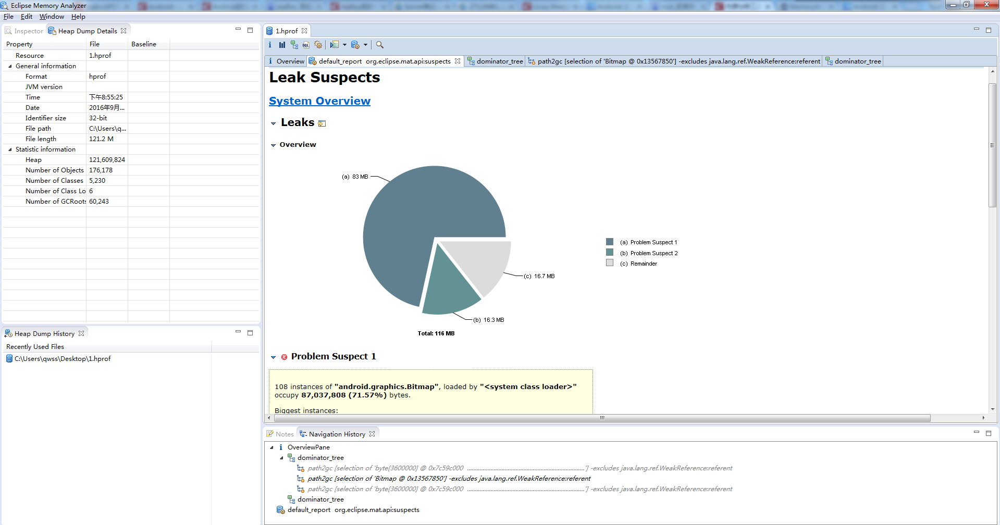 Eclipse Memory Analyzer
File Edit Window Help
Inspector Heap Dump Details
Property File Baseline
Resource 1.hprof
General information
Format hprof
JVM version
Time 下午8:55:25
Date 2016年9月...
Identifier size 32-bit
File path C:\Users\q...
File length 121.2 M
Statistic information
Heap 121,609,824
Number of Objects 176,178
Number of Classes 5,230
Number of Class Lo 6
Number of GCRoots 60,243
Heap Dump History
Recently Used Files
C:\Users\qwss\Desktop\1.hprof
1.hprof
i OQL
i Overview default_report org.eclipse.mat.api:suspects dominator_tree path2gc [selection of 'Bitmap @ 0x13567850'] -excludes java.lang.ref.WeakReference:referent dominator_tree
Leak Suspects
System Overview
Leaks
Overview
(a) 83 MB
(c) 16.7 MB
(b) 16.3 MB
Total: 116 MB
(a) Problem Suspect 1
(b) Problem Suspect 2
(c) Remainder
Problem Suspect 1
108 instances of "android.graphics.Bitmap", loaded by "<system class loader>"
occupy 87,037,808 (71.57%) bytes.
Biggest instances:
Notes Navigation History
i OverviewPane
dominator_tree
path2gc [selection of 'byte[3600000] @ 0x7c59c000 ...........................................................................'] -excludes java.lang.ref.WeakReference:referent
path2gc [selection of 'Bitmap @ 0x13567850'] -excludes java.lang.ref.WeakReference:referent
path2gc [selection of 'byte[3600000] @ 0x7c59c000 ...........................................................................'] -excludes java.lang.ref.WeakReference:referent
dominator_tree
default_report org.eclipse.mat.api:suspects